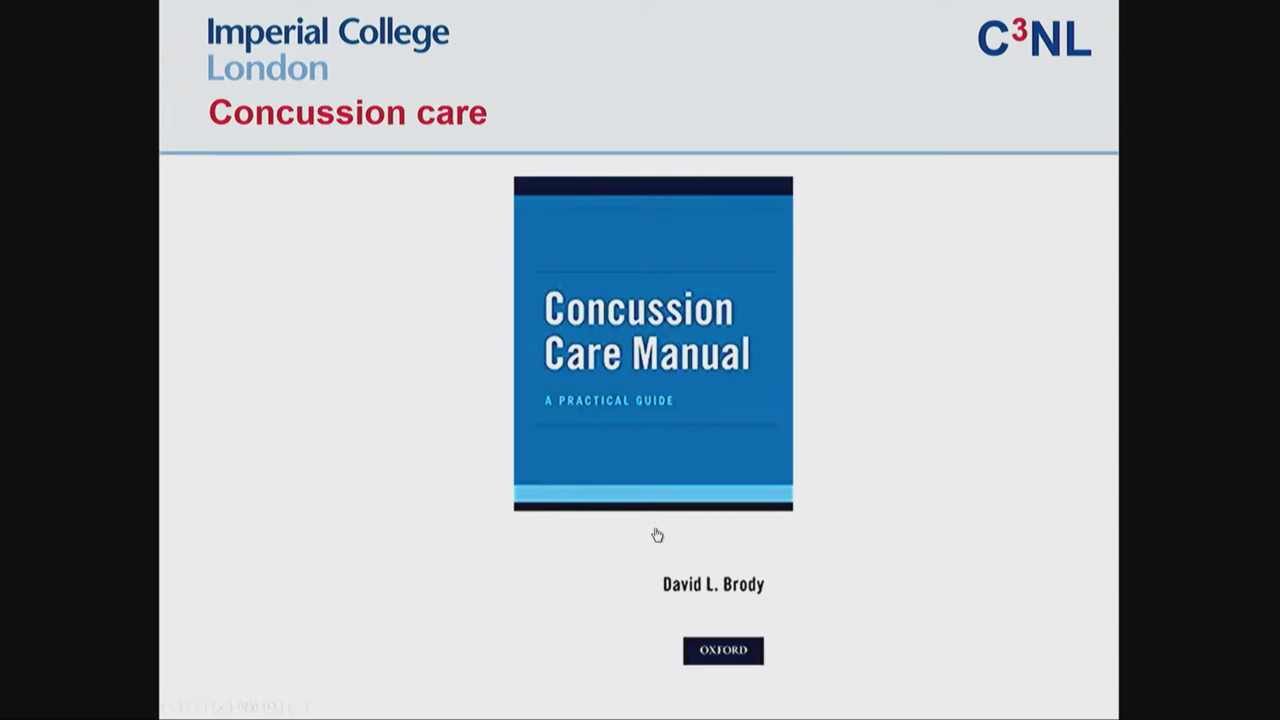 Imperial College
London
C³NL
Concussion care
Concussion
Care Manual
A PRACTICAL GUIDE
David L. Brody
OXFORD